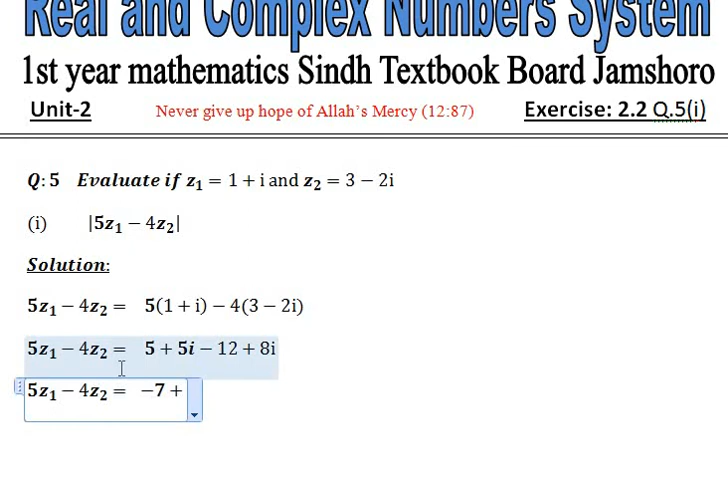 Real and Complex Numbers System
1st year mathematics Sindh Textbook Board Jamshoro
Unit-2 Never give up hope of Allah's Mercy (12:87) Exercise: 2.2 Q.5(i)
Q: 5 Evaluate if z₁ = 1 + i and z₂ = 3 − 2i
(i) |5z₁ − 4z₂|
Solution:
5z₁ − 4z₂ = 5(1 + i) − 4(3 − 2i)
5z₁ − 4z₂ = 5 + 5i − 12 + 8i
5z₁ − 4z₂ = −7 +